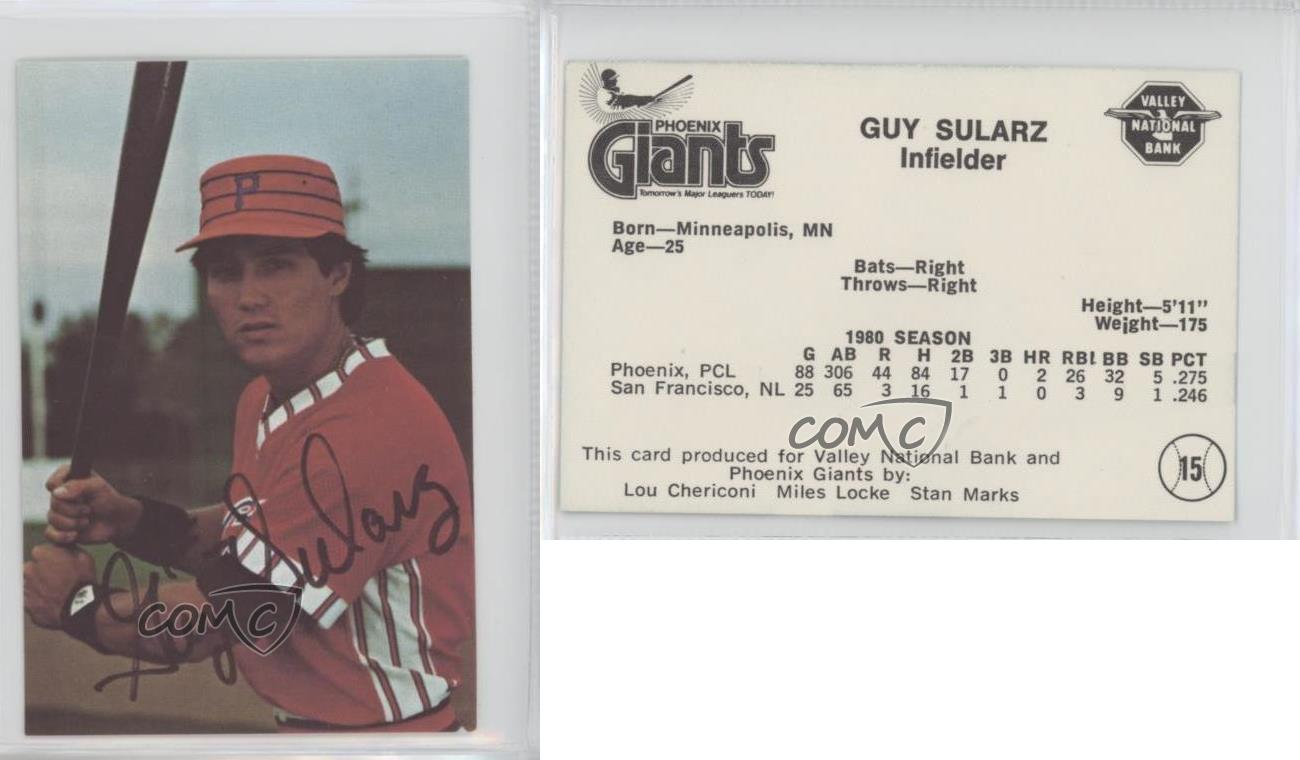 P
Guy Sularz
COMC
PHOENIX
Giants
Tomorrow's Major Leaguers TODAY!
GUY SULARZ
Infielder
VALLEY
NATIONAL
BANK
Born—Minneapolis, MN
Age—25
Bats—Right
Throws—Right
Height—5'11"
Weight—175
1980 SEASON
G AB R H 2B 3B HR RBI BB SB PCT
Phoenix, PCL 88 306 44 84 17 0 2 26 32 5 .275
San Francisco, NL 25 65 3 16 1 1 0 3 9 1 .246
COMC
This card produced for Valley National Bank and
Phoenix Giants by:
Lou Chericoni Miles Locke Stan Marks
15